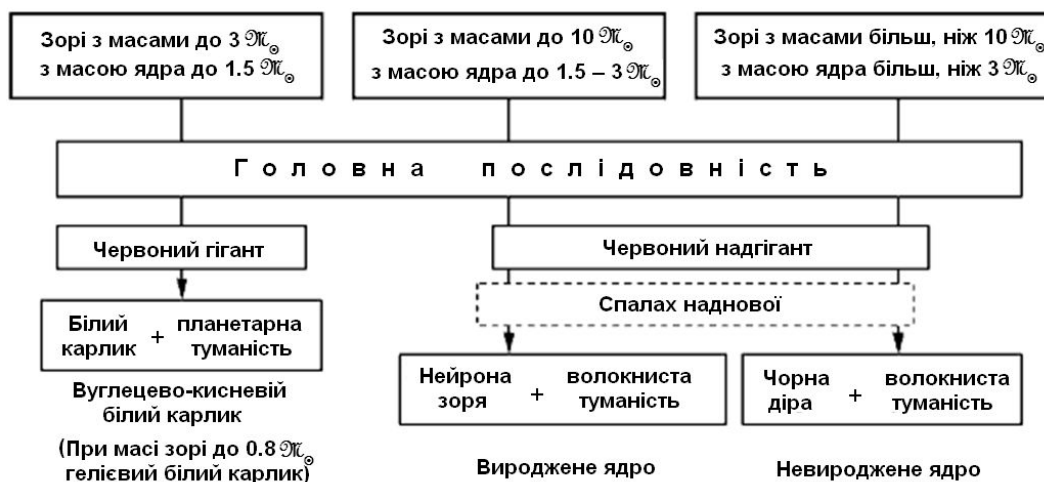 Зорі з масами до 3 𝔐☉
з масою ядра до 1.5 𝔐☉
Зорі з масами до 10 𝔐☉
з масою ядра до 1.5 – 3 𝔐☉
Зорі з масами більш, ніж 10 𝔐☉
з масою ядра більш, ніж 3 𝔐☉
Головна послідовність
Червоний гігант
Червоний надгігант
Спалах наднової
Білий карлик + планетарна туманість
Нейрона зоря + волокниста туманість
Чорна діра + волокниста туманість
Вуглецево-кисневій
білий карлик
(При масі зорі до 0.8 𝔐☉
гелієвий білий карлик)
Вироджене ядро
Невироджене ядро